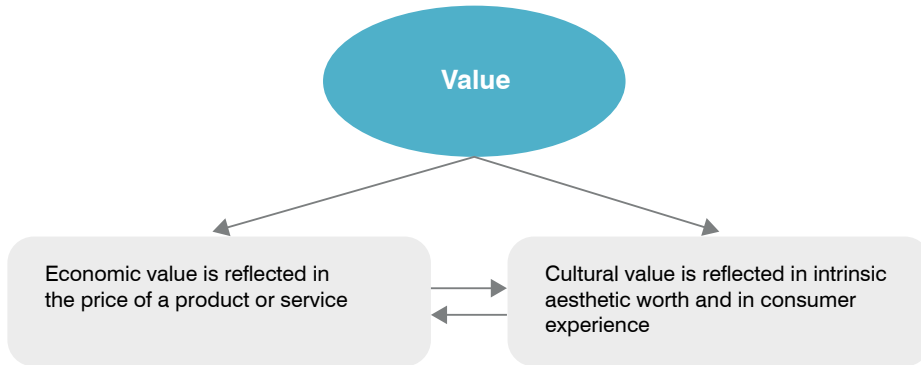 Value
Economic value is reflected in
the price of a product or service
Cultural value is reflected in intrinsic
aesthetic worth and in consumer
experience